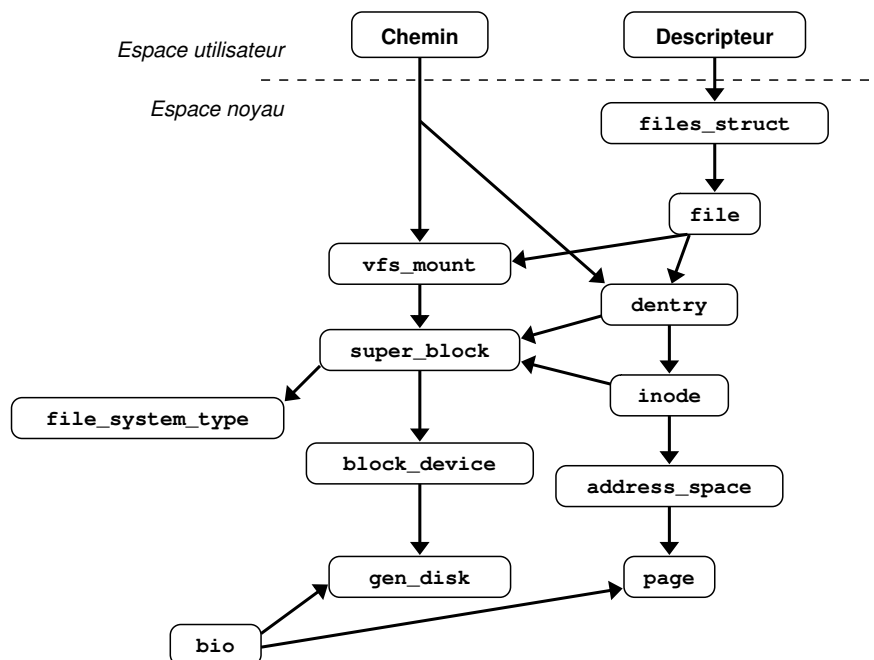 Chemin
Descripteur
Espace utilisateur
Espace noyau
files_struct
file
vfs_mount
dentry
super_block
inode
file_system_type
block_device
address_space
gen_disk
page
bio